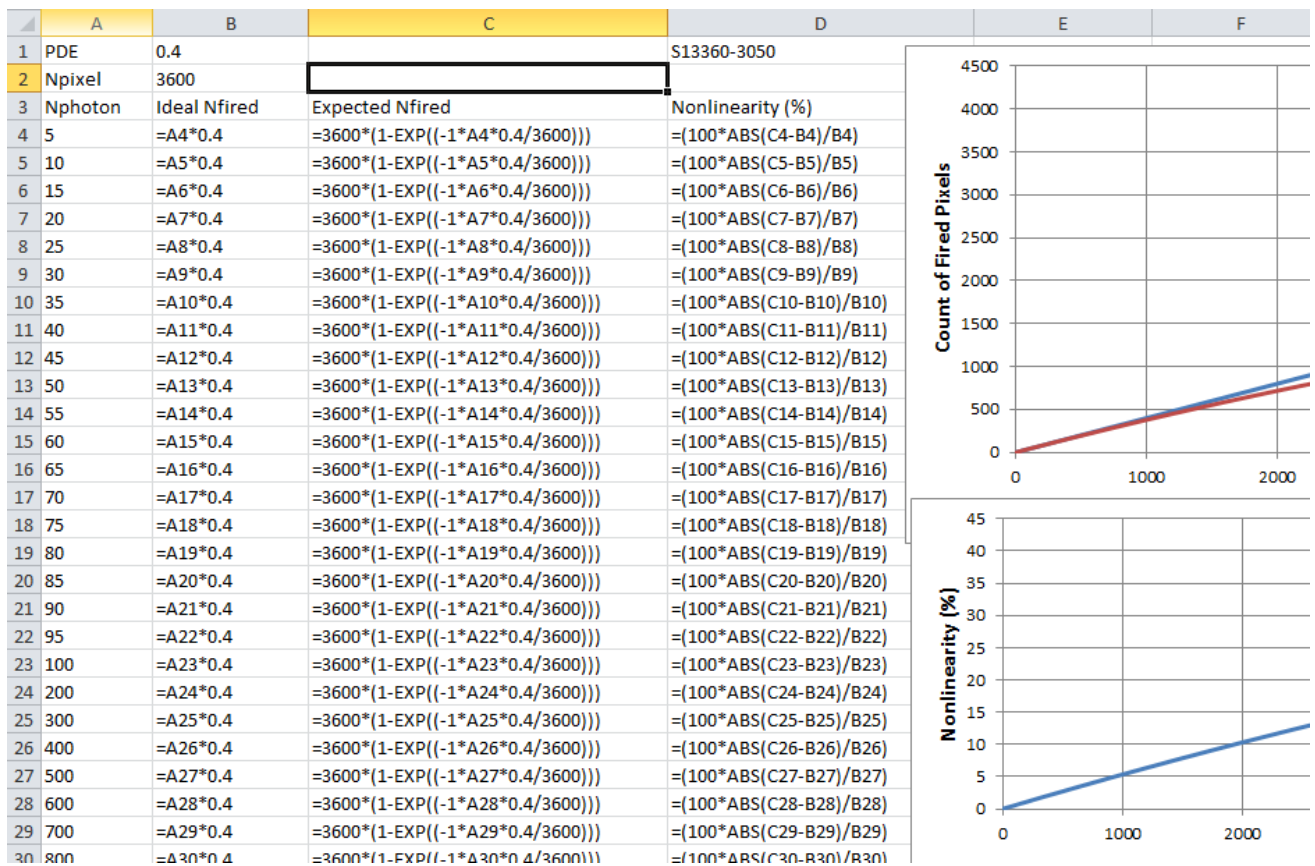 A B C D E F
1 PDE 0.4 S13360-3050
2 Npixel 3600
3 Nphoton Ideal Nfired Expected Nfired Nonlinearity (%)
4 5 =A4*0.4 =3600*(1-EXP((-1*A4*0.4/3600))) =(100*ABS(C4-B4)/B4)
5 10 =A5*0.4 =3600*(1-EXP((-1*A5*0.4/3600))) =(100*ABS(C5-B5)/B5)
6 15 =A6*0.4 =3600*(1-EXP((-1*A6*0.4/3600))) =(100*ABS(C6-B6)/B6)
7 20 =A7*0.4 =3600*(1-EXP((-1*A7*0.4/3600))) =(100*ABS(C7-B7)/B7)
8 25 =A8*0.4 =3600*(1-EXP((-1*A8*0.4/3600))) =(100*ABS(C8-B8)/B8)
9 30 =A9*0.4 =3600*(1-EXP((-1*A9*0.4/3600))) =(100*ABS(C9-B9)/B9)
10 35 =A10*0.4 =3600*(1-EXP((-1*A10*0.4/3600))) =(100*ABS(C10-B10)/B10)
11 40 =A11*0.4 =3600*(1-EXP((-1*A11*0.4/3600))) =(100*ABS(C11-B11)/B11)
12 45 =A12*0.4 =3600*(1-EXP((-1*A12*0.4/3600))) =(100*ABS(C12-B12)/B12)
13 50 =A13*0.4 =3600*(1-EXP((-1*A13*0.4/3600))) =(100*ABS(C13-B13)/B13)
14 55 =A14*0.4 =3600*(1-EXP((-1*A14*0.4/3600))) =(100*ABS(C14-B14)/B14)
15 60 =A15*0.4 =3600*(1-EXP((-1*A15*0.4/3600))) =(100*ABS(C15-B15)/B15)
16 65 =A16*0.4 =3600*(1-EXP((-1*A16*0.4/3600))) =(100*ABS(C16-B16)/B16)
17 70 =A17*0.4 =3600*(1-EXP((-1*A17*0.4/3600))) =(100*ABS(C17-B17)/B17)
18 75 =A18*0.4 =3600*(1-EXP((-1*A18*0.4/3600))) =(100*ABS(C18-B18)/B18)
19 80 =A19*0.4 =3600*(1-EXP((-1*A19*0.4/3600))) =(100*ABS(C19-B19)/B19)
20 85 =A20*0.4 =3600*(1-EXP((-1*A20*0.4/3600))) =(100*ABS(C20-B20)/B20)
21 90 =A21*0.4 =3600*(1-EXP((-1*A21*0.4/3600))) =(100*ABS(C21-B21)/B21)
22 95 =A22*0.4 =3600*(1-EXP((-1*A22*0.4/3600))) =(100*ABS(C22-B22)/B22)
23 100 =A23*0.4 =3600*(1-EXP((-1*A23*0.4/3600))) =(100*ABS(C23-B23)/B23)
24 200 =A24*0.4 =3600*(1-EXP((-1*A24*0.4/3600))) =(100*ABS(C24-B24)/B24)
25 300 =A25*0.4 =3600*(1-EXP((-1*A25*0.4/3600))) =(100*ABS(C25-B25)/B25)
26 400 =A26*0.4 =3600*(1-EXP((-1*A26*0.4/3600))) =(100*ABS(C26-B26)/B26)
27 500 =A27*0.4 =3600*(1-EXP((-1*A27*0.4/3600))) =(100*ABS(C27-B27)/B27)
28 600 =A28*0.4 =3600*(1-EXP((-1*A28*0.4/3600))) =(100*ABS(C28-B28)/B28)
29 700 =A29*0.4 =3600*(1-EXP((-1*A29*0.4/3600))) =(100*ABS(C29-B29)/B29)
30 800 =A30*0.4 =3600*(1-EXP((-1*A30*0.4/3600))) =(100*ABS(C30-B30)/B30)
Count of Fired Pixels
4500
4000
3500
3000
2500
2000
1500
1000
500
0
0 1000 2000
Nonlinearity (%)
45
40
35
30
25
20
15
10
5
0
0 1000 2000